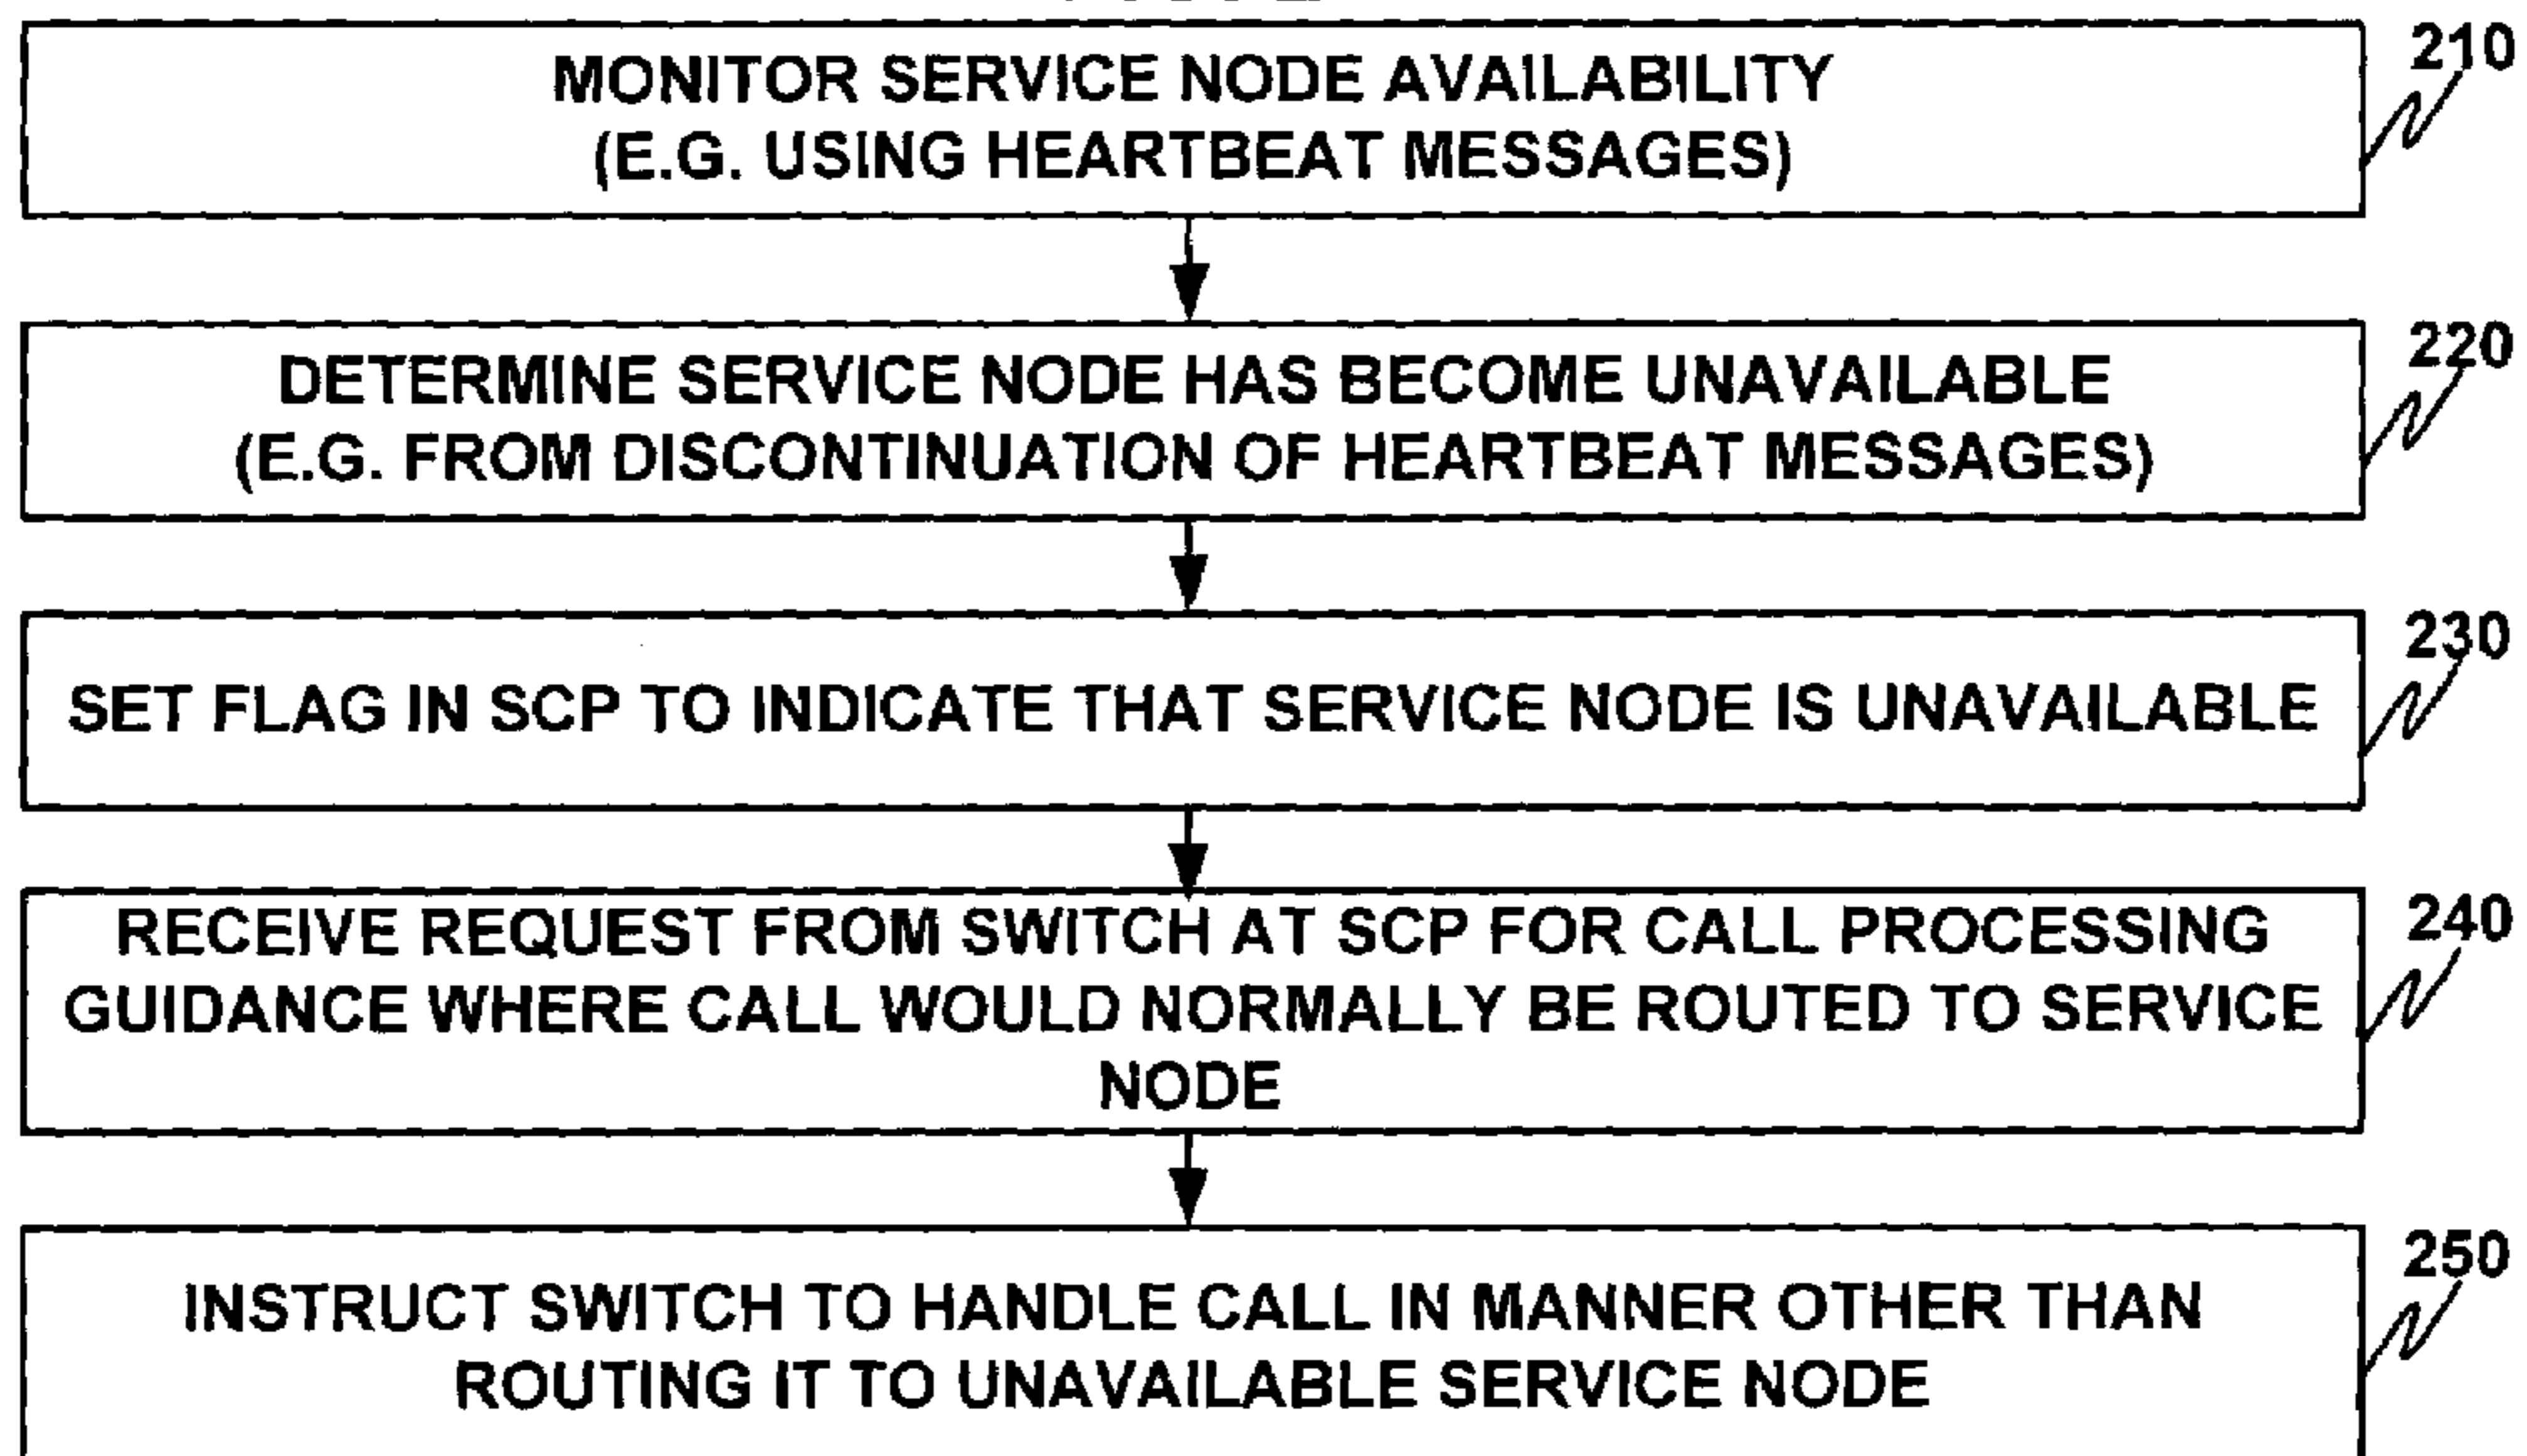 MONITOR SERVICE NODE AVAILABILITY
(E.G. USING HEARTBEAT MESSAGES)
210
DETERMINE SERVICE NODE HAS BECOME UNAVAILABLE
(E.G. FROM DISCONTINUATION OF HEARTBEAT MESSAGES)
220
SET FLAG IN SCP TO INDICATE THAT SERVICE NODE IS UNAVAILABLE
230
RECEIVE REQUEST FROM SWITCH AT SCP FOR CALL PROCESSING
GUIDANCE WHERE CALL WOULD NORMALLY BE ROUTED TO SERVICE
NODE
240
INSTRUCT SWITCH TO HANDLE CALL IN MANNER OTHER THAN
ROUTING IT TO UNAVAILABLE SERVICE NODE
250